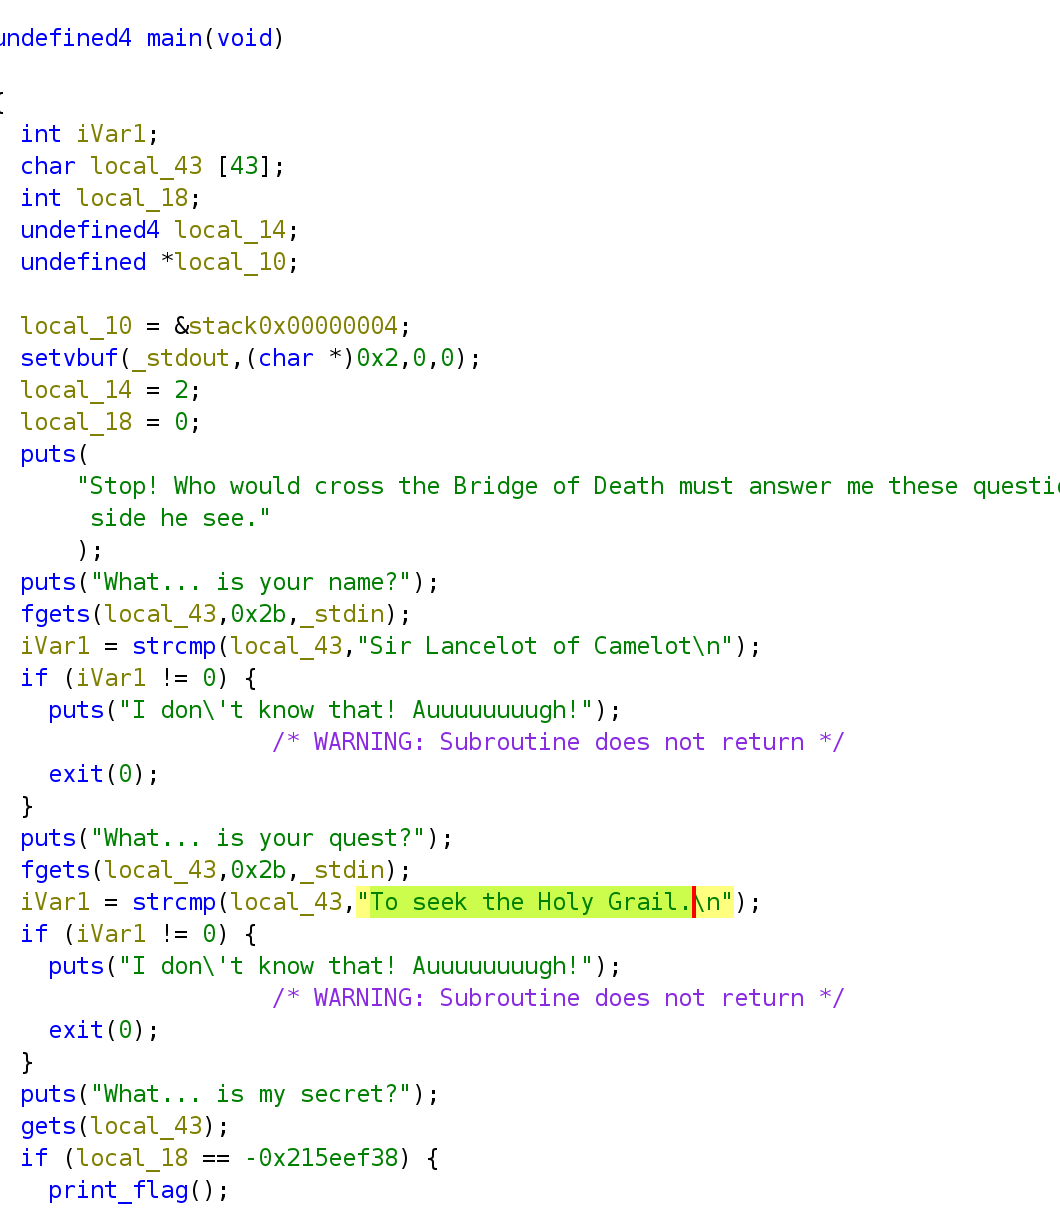 undefined4 main(void)
{
int iVar1;
char local_43 [43];
int local_18;
undefined4 local_14;
undefined *local_10;
local_10 = &stack0x00000004;
setvbuf(_stdout,(char *)0x2,0,0);
local_14 = 2;
local_18 = 0;
puts(
"Stop! Who would cross the Bridge of Death must answer me these
side he see."
);
puts("What... is your name?");
fgets(local_43,0x2b,_stdin);
iVar1 = strcmp(local_43,"Sir Lancelot of Camelot\n");
if (iVar1 != 0) {
puts("I don\'t know that! Auuuuuuuugh!");
/* WARNING: Subroutine does not return */
exit(0);
}
puts("What... is your quest?");
fgets(local_43,0x2b,_stdin);
iVar1 = strcmp(local_43,"To seek the Holy Grail.\n");
if (iVar1 != 0) {
puts("I don\'t know that! Auuuuuuuugh!");
/* WARNING: Subroutine does not return */
exit(0);
}
puts("What... is my secret?");
gets(local_43);
if (local_18 == -0x215eef38) {
print_flag();